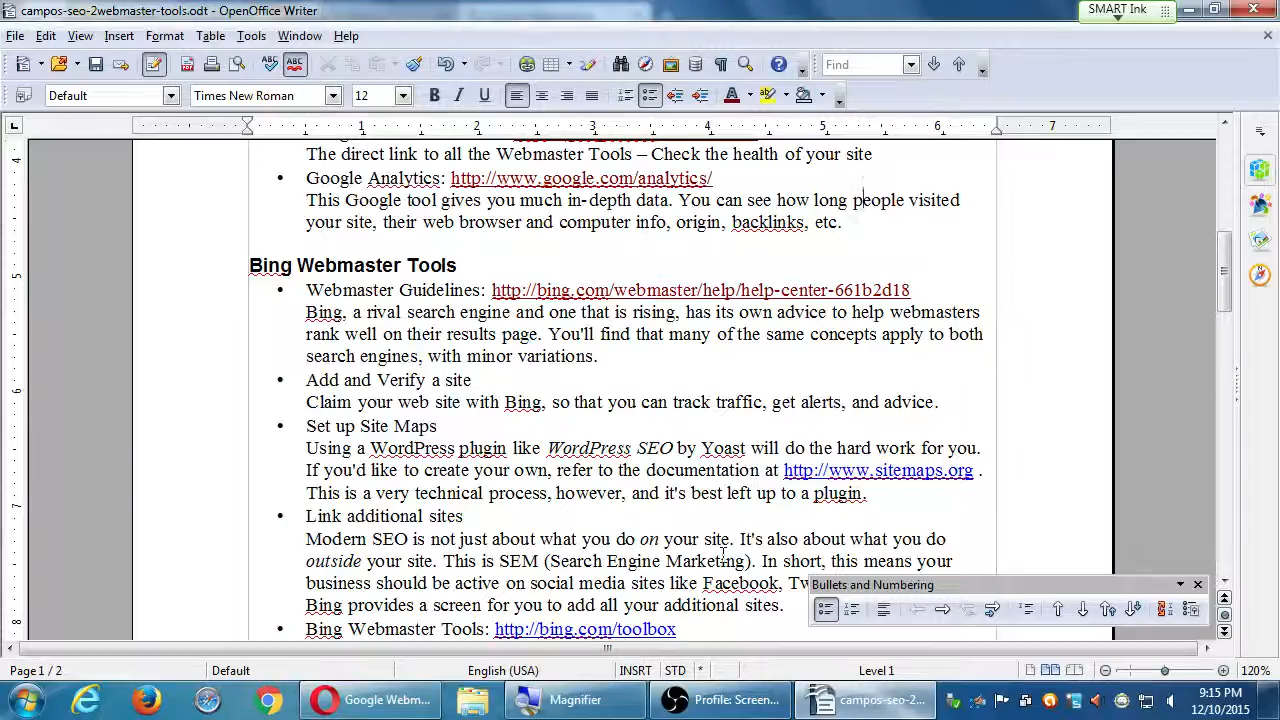 campos-seo-2webmaster-tools.odt - OpenOffice Writer
SMART Ink
File Edit View Insert Format Table Tools Window Help
Find
Default Times New Roman 12
1 2 3 4 5 6 7
The direct link to all the Webmaster Tools – Check the health of your site
• Google Analytics: http://www.google.com/analytics/
This Google tool gives you much in-depth data. You can see how long people visited
your site, their web browser and computer info, origin, backlinks, etc.
Bing Webmaster Tools
• Webmaster Guidelines: http://bing.com/webmaster/help/help-center-661b2d18
Bing, a rival search engine and one that is rising, has its own advice to help webmasters
rank well on their results page. You'll find that many of the same concepts apply to both
search engines, with minor variations.
• Add and Verify a site
Claim your web site with Bing, so that you can track traffic, get alerts, and advice.
• Set up Site Maps
Using a WordPress plugin like WordPress SEO by Yoast will do the hard work for you.
If you'd like to create your own, refer to the documentation at http://www.sitemaps.org .
This is a very technical process, however, and it's best left up to a plugin.
• Link additional sites
Modern SEO is not just about what you do on your site. It's also about what you do
outside your site. This is SEM (Search Engine Marketing). In short, this means your
business should be active on social media sites like Facebook, Tw
Bullets and Numbering
Bing provides a screen for you to add all your additional sites.
• Bing Webmaster Tools: http://bing.com/toolbox
4
5
6
7
8
Page 1 / 2 Default English (USA) INSRT STD * Level 1 120%
Google Webm... Magnifier Profile: Screen... campos-seo-2...
9:15 PM
12/10/2015